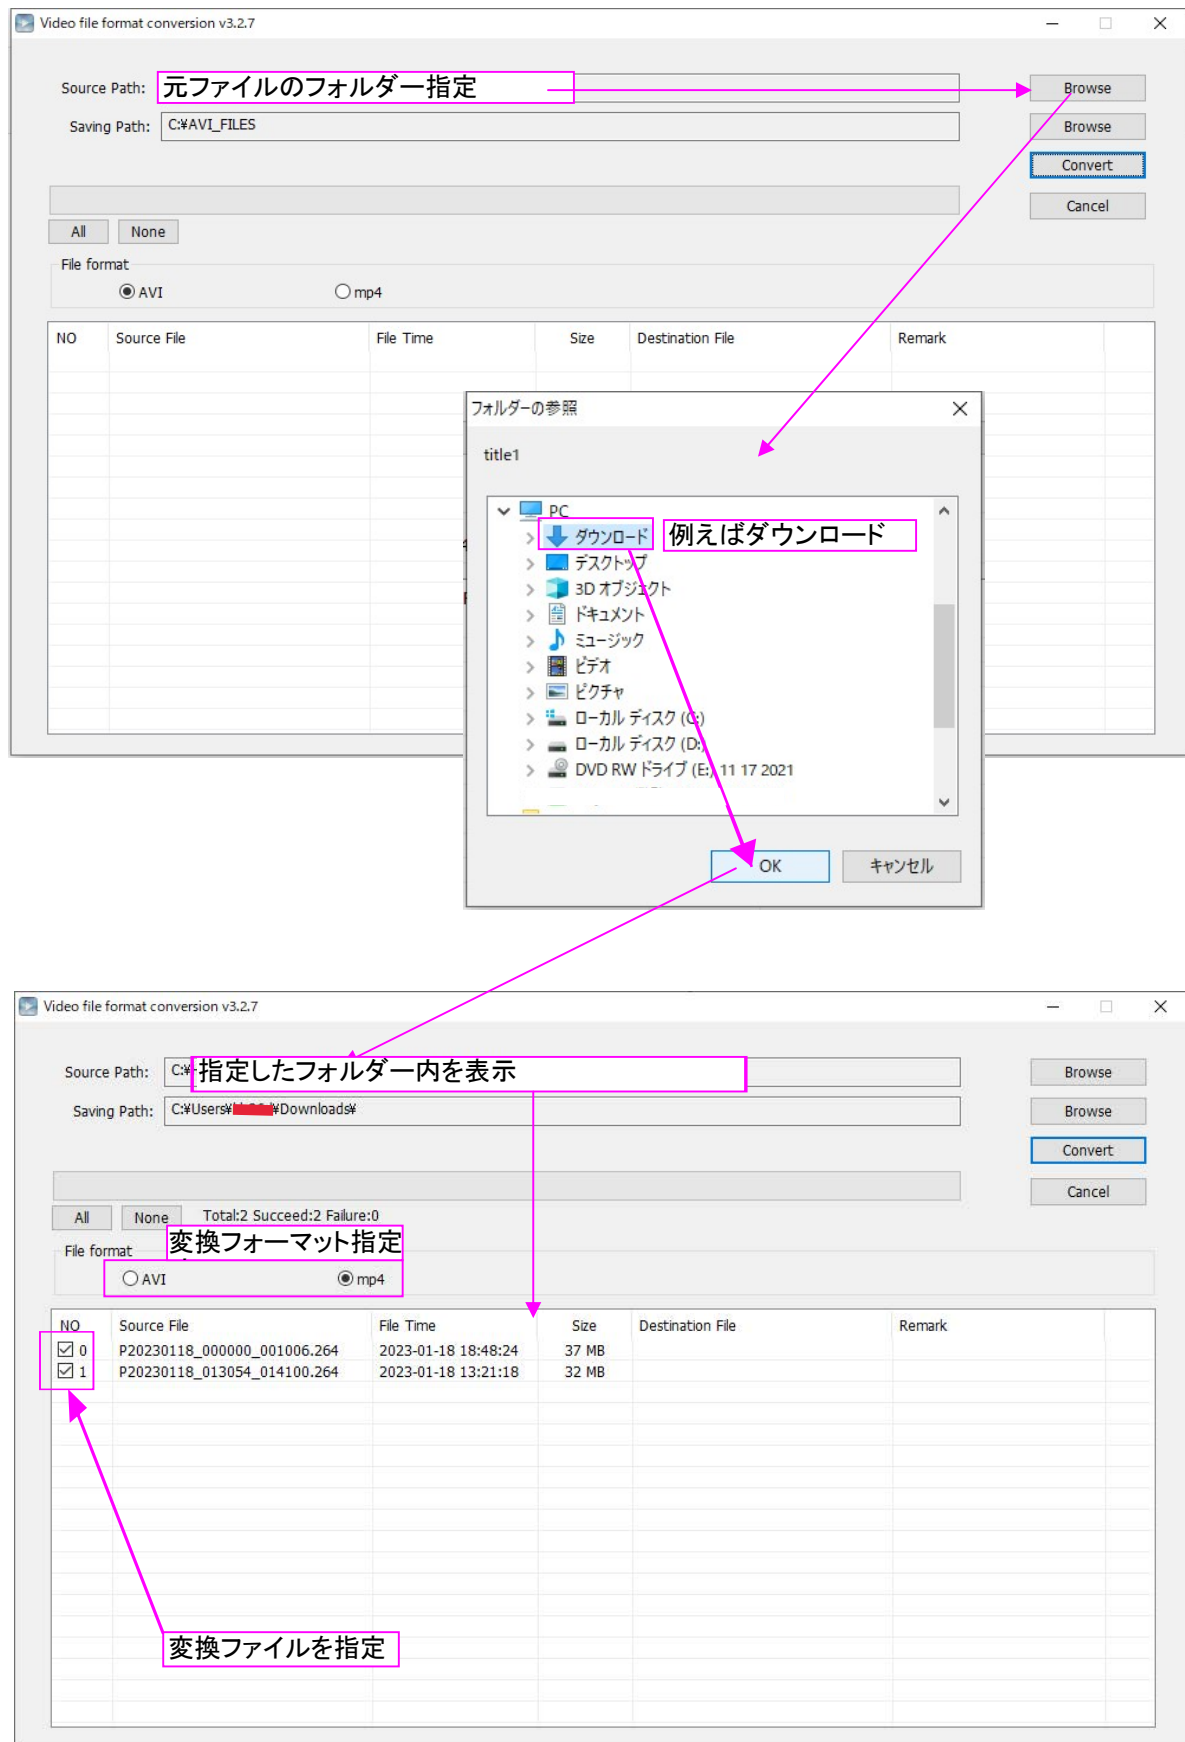 Video file format conversion v3.2.7
Source Path: 元ファイルのフォルダー指定 Browse
Saving Path: C:¥AVI_FILES Browse
Convert
Cancel
All None
File format
AVI mp4
NO Source File File Time Size Destination File Remark
フォルダーの参照
title1
PC
ダウンロード 例えばダウンロード
デスクトップ
3D オブジェクト
ドキュメント
ミュージック
ビデオ
ピクチャ
ローカル ディスク (C:)
ローカル ディスク (D:)
DVD RW ドライブ (E:) 11 17 2021
OK キャンセル
Video file format conversion v3.2.7
Source Path: C:¥ 指定したフォルダー内を表示 Browse
Saving Path: C:¥Users¥ ¥Downloads¥ Browse
Convert
Cancel
All None Total:2 Succeed:2 Failure:0
変換フォーマット指定
File format
AVI mp4
NO Source File File Time Size Destination File Remark
0 P20230118_000000_001006.264 2023-01-18 18:48:24 37 MB
1 P20230118_013054_014100.264 2023-01-18 13:21:18 32 MB
変換ファイルを指定